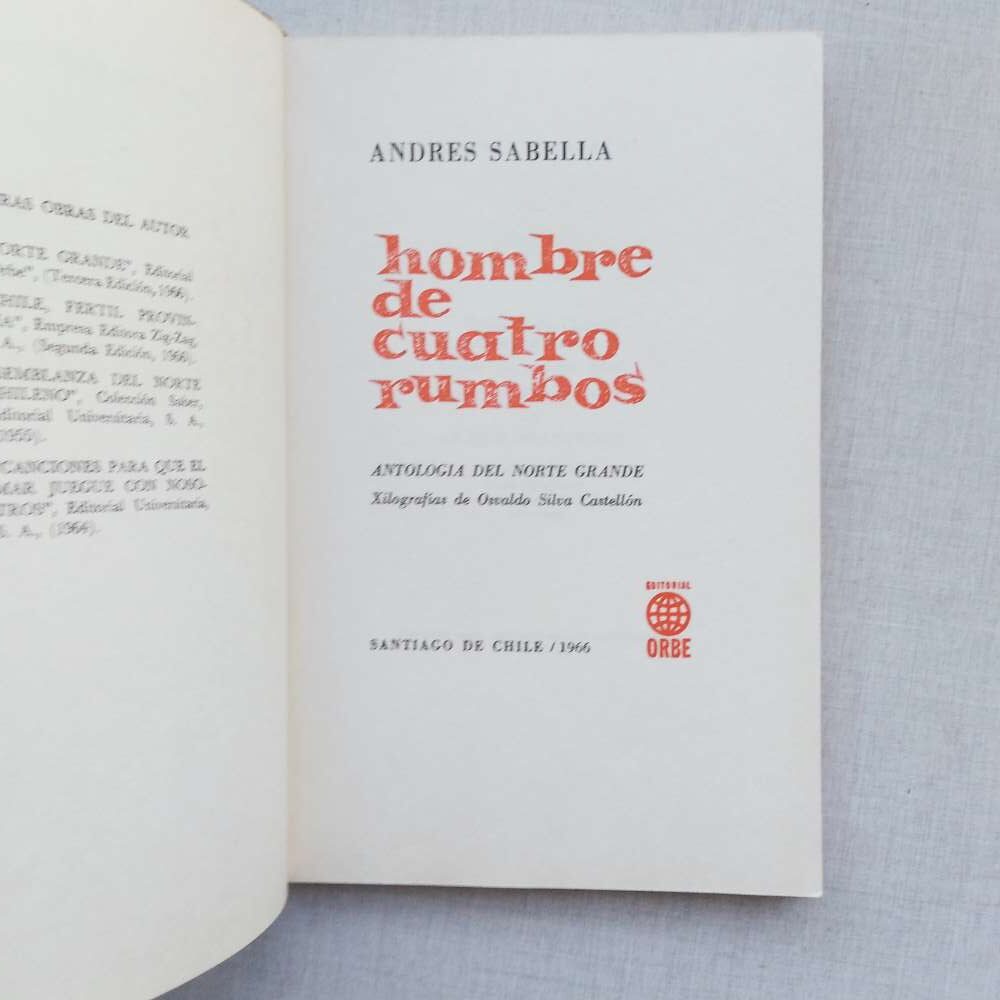 RAS OBRAS DEL AUTOR
ORTE GRANDE", Editorial
(Tercera Edición, 1966).
HILE, FERTIL PROVIN-
IA", Empresa Editora Zig-Zag,
A., (Segunda Edición, 1966).
SEMBLANZA DEL NORTE
HILENO", Colección Saber,
ditorial Universitaria, S. A.,
1955).
CANCIONES PARA QUE EL
MAR JUEGUE CON NOSO-
TROS", Editorial Universitaria,
S. A., (1966).
ANDRES SABELLA
hombre
de
cuatro
rumbos
ANTOLOGIA DEL NORTE GRANDE
Xilografías de Osvaldo Silva Castellón
EDITORIAL
ORBE
SANTIAGO DE CHILE / 1966